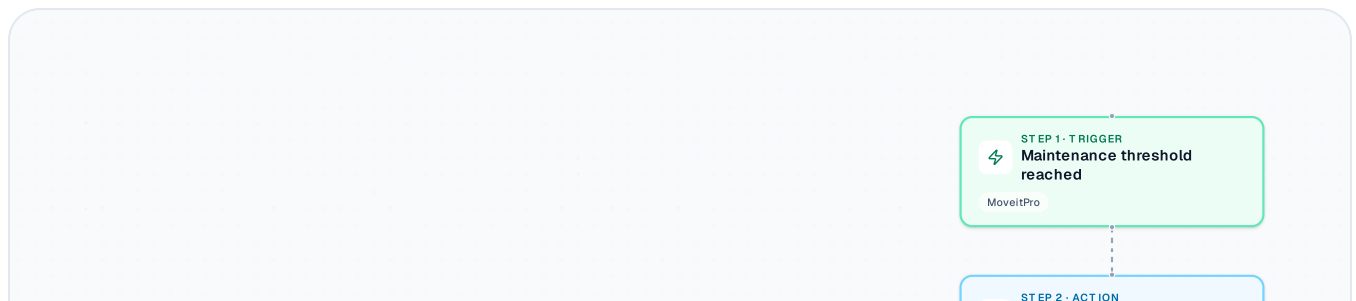 STEP 1 · TRIGGER
Maintenance threshold
reached
MoveitPro
STEP 2 · ACTION